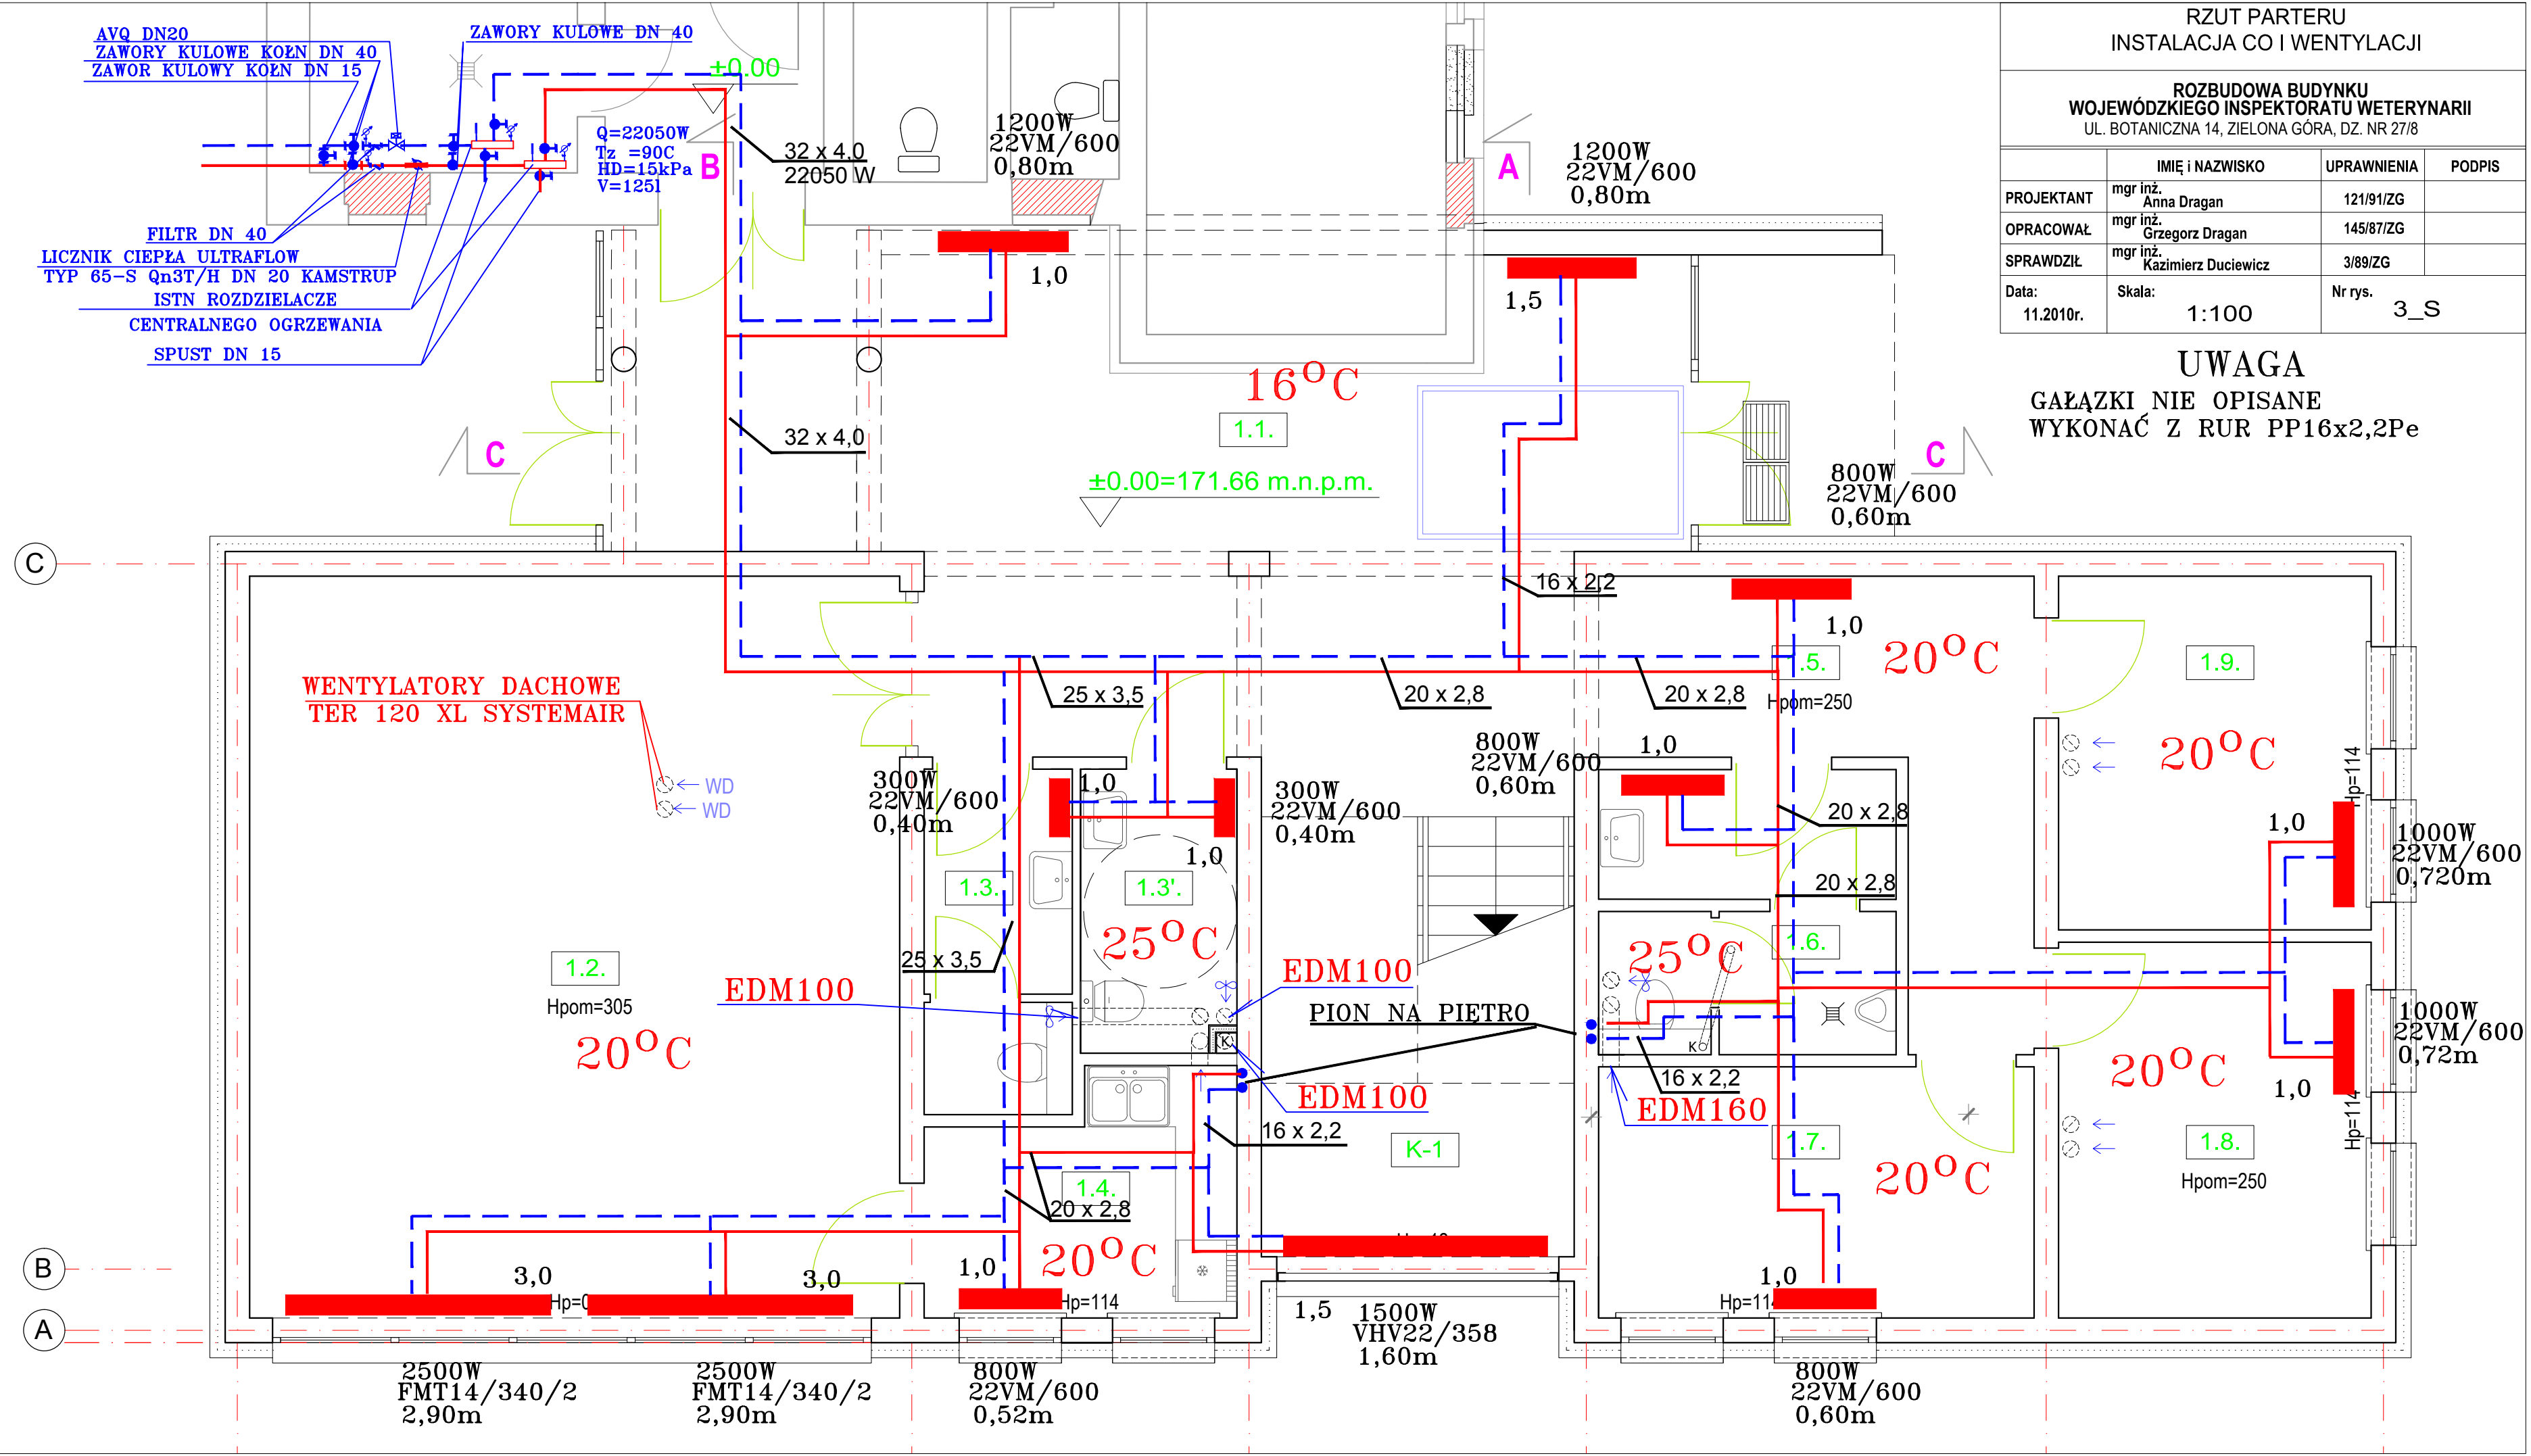 RZUT PARTERU
INSTALACJA CO I WENTYLACJI
ROZBUDOWA BUDYNKU
WOJEWÓDZKIEGO INSPEKTORATU WETERYNARII
UL. BOTANICZNA 14, ZIELONA GÓRA, DZ. NR 27/8
IMIĘ i NAZWISKO UPRAWNIENIA PODPIS
PROJEKTANT mgr inż. Anna Dragan 121/91/ZG
OPRACOWAŁ mgr inż. Grzegorz Dragan 145/87/ZG
SPRAWDZIŁ mgr inż. Kazimierz Duciewicz 3/89/ZG
Data: 11.2010r. Skala: 1:100 Nr rys. 3_S
UWAGA
GAŁĄZKI NIE OPISANE
WYKONAĆ Z RUR PP16x2,2Pe
AVQ DN20
ZAWORY KULOWE KOŁN DN 40
ZAWOR KULOWY KOŁN DN 15
ZAWORY KULOWE DN 40
±0.00
Q=22050W
Tz =90C
HD=15kPa
V=125l
B
32 x 4,0
22050 W
1200W
22VM/600
0,80m
A
1200W
22VM/600
0,80m
FILTR DN 40
LICZNIK CIEPŁA ULTRAFLOW
TYP 65-S Qn3T/H DN 20 KAMSTRUP
ISTN ROZDZIELACZE
CENTRALNEGO OGRZEWANIA
SPUST DN 15
1,0
1,5
16°C
1.1.
32 x 4,0
C
C
±0.00=171.66 m.n.p.m.
800W
22VM/600
0,60m
C
16 x 2,2
1,0
1.5.
20°C
1.9.
Hpom=250
WENTYLATORY DACHOWE
TER 120 XL SYSTEMAIR
25 x 3,5
20 x 2,8
20 x 2,8
WD
WD
300W
22VM/600
0,40m
1,0
300W
22VM/600
0,40m
800W
22VM/600
0,60m
1,0
20°C
Hp=114
20 x 2,8
1,0
1000W
22VM/600
0,720m
1,0
1.3.
1.3'.
20 x 2,8
25°C
1.6.
25°C
25 x 3,5
1.2.
Hpom=305
20°C
EDM100
EDM100
PION NA PIĘTRO
K
K
1000W
22VM/600
0,72m
20°C
1,0
Hp=114
EDM100
16 x 2,2
EDM160
16 x 2,2
K-1
1.7.
1.8.
20°C
Hpom=250
1.4.
20 x 2,8
20°C
B
3,0
3,0
1,0
1,0
Hp=114
A
1,5
1500W
VHV22/358
1,60m
2500W
FMT14/340/2
2,90m
2500W
FMT14/340/2
2,90m
800W
22VM/600
0,52m
800W
22VM/600
0,60m